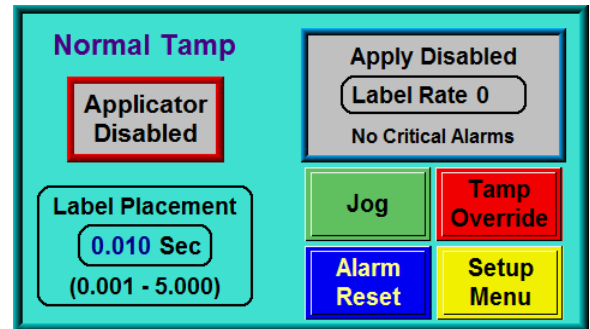 Normal Tamp
Applicator
Disabled
Label Placement
0.010 Sec
(0.001 - 5.000)
Apply Disabled
Label Rate 0
No Critical Alarms
Jog
Tamp
Override
Alarm
Reset
Setup
Menu